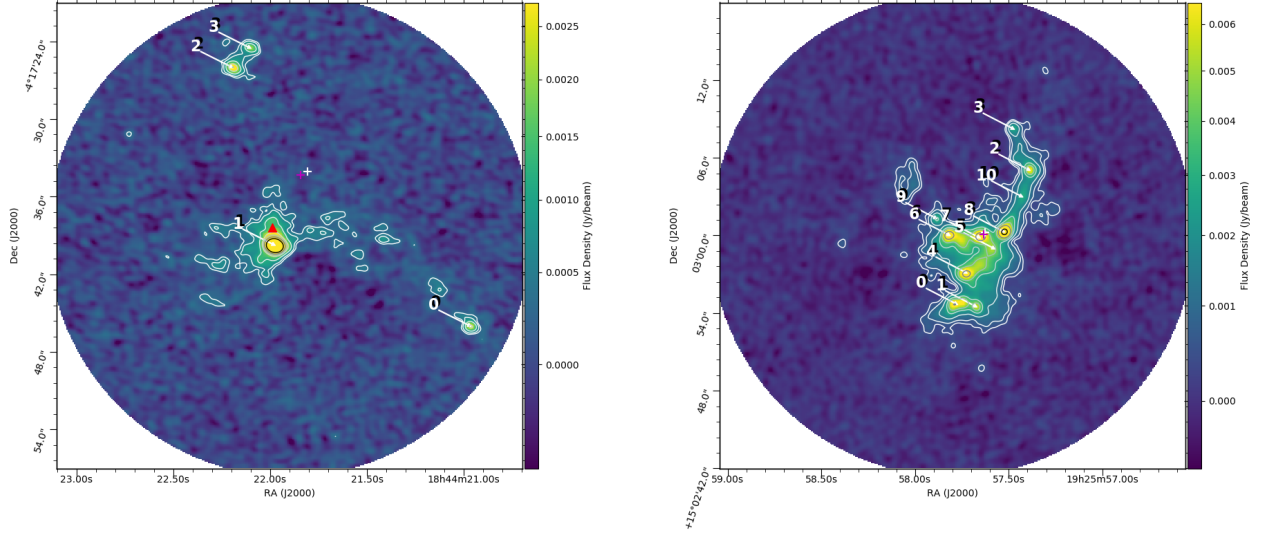 3
2
1
0
-4°17'24.0"
30.0"
36.0"
42.0"
48.0"
54.0"
Dec (J2000)
23.00s
22.50s
22.00s
21.50s
18h44m21.00s
RA (J2000)
0.0025
0.0020
0.0015
0.0010
0.0005
0.0000
Flux Density (Jy/beam)
3
2
10
9
8
7
6
5
4
0
1
12.0"
06.0"
03'00.0"
54.0"
48.0"
+15°02'42.0"
Dec (J2000)
59.00s
58.50s
58.00s
57.50s
19h25m57.00s
RA (J2000)
0.006
0.005
0.004
0.003
0.002
0.001
0.000
Flux Density (Jy/beam)